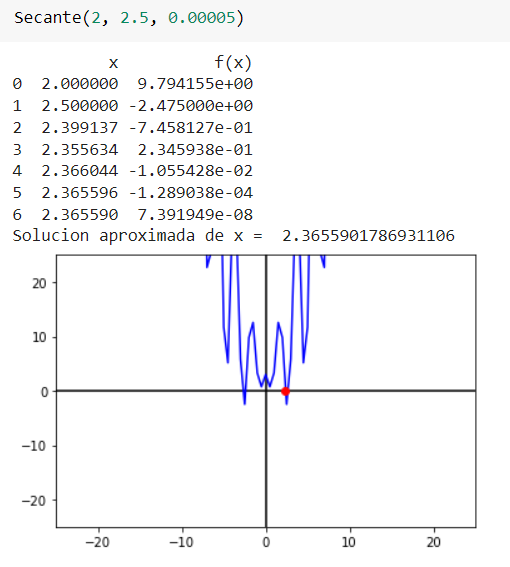 Secante(2, 2.5, 0.00005)
x f(x)
0 2.000000 9.794155e+00
1 2.500000 -2.475000e+00
2 2.399137 -7.458127e-01
3 2.355634 2.345938e-01
4 2.366044 -1.055428e-02
5 2.365596 -1.289038e-04
6 2.365590 7.391949e-08
Solucion aproximada de x = 2.3655901786931106
20
10
0
−10
−20
−20 −10 0 10 20